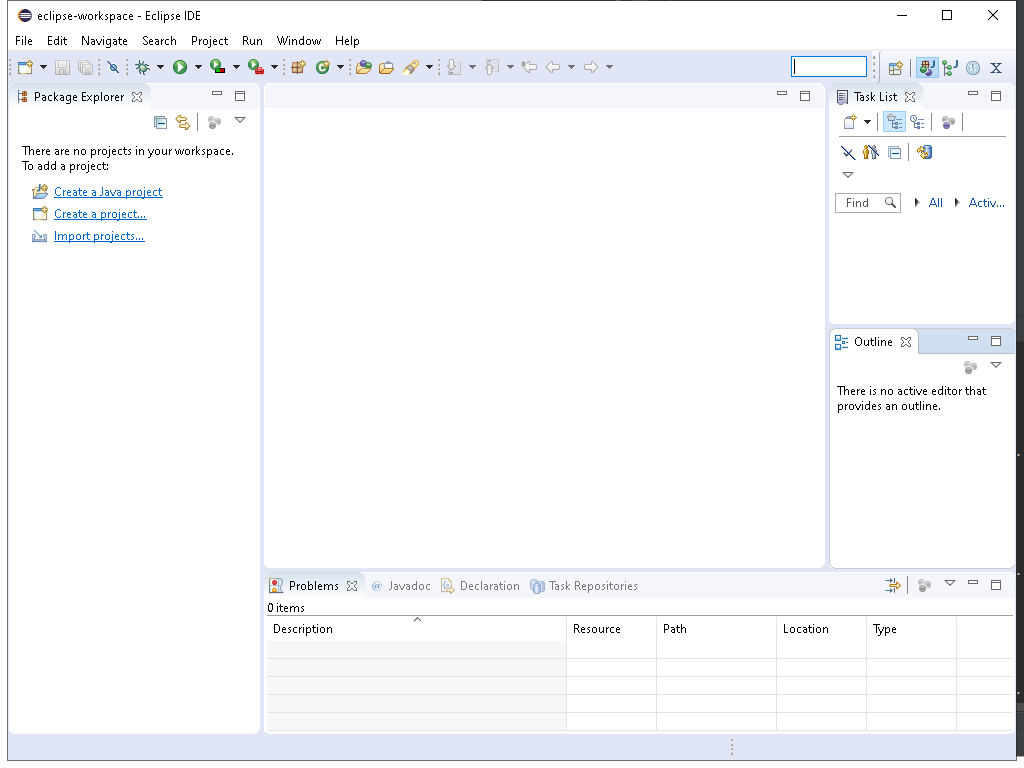 eclipse-workspace - Eclipse IDE
File Edit Navigate Search Project Run Window Help
Package Explorer
There are no projects in your workspace.
To add a project:
Create a Java project
Create a project...
Import projects...
Task List
Find All Activ...
Outline
There is no active editor that
provides an outline.
Problems @ Javadoc Declaration Task Repositories
0 items
Description Resource Path Location Type